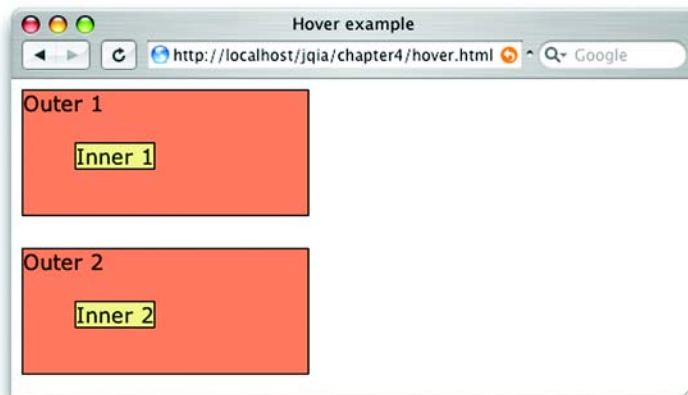 Hover example
http://localhost/jqia/chapter4/hover.html Google
Outer 1
Inner 1
Outer 2
Inner 2